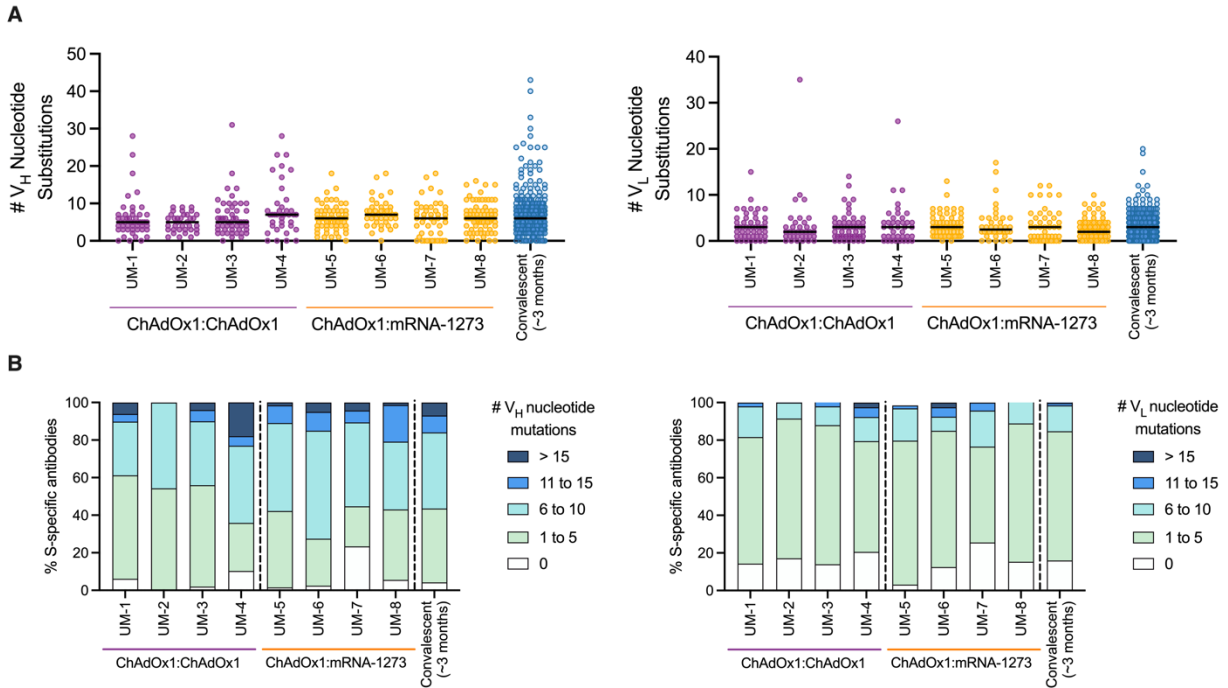 A
# VH Nucleotide
Substitutions
50
40
30
20
10
0
UM-1
UM-2
UM-3
UM-4
UM-5
UM-6
UM-7
UM-8
Convalescent
(~3 months)
ChAdOx1:ChAdOx1
ChAdOx1:mRNA-1273
# VL Nucleotide
Substitutions
40
30
20
10
0
UM-1
UM-2
UM-3
UM-4
UM-5
UM-6
UM-7
UM-8
Convalescent
(~3 months)
ChAdOx1:ChAdOx1
ChAdOx1:mRNA-1273
B
% S-specific antibodies
100
80
60
40
20
0
UM-1
UM-2
UM-3
UM-4
UM-5
UM-6
UM-7
UM-8
Convalescent
(~3 months)
ChAdOx1:ChAdOx1
ChAdOx1:mRNA-1273
# VH nucleotide
mutations
> 15
11 to 15
6 to 10
1 to 5
0
% S-specific antibodies
100
80
60
40
20
0
UM-1
UM-2
UM-3
UM-4
UM-5
UM-6
UM-7
UM-8
Convalescent
(~3 months)
ChAdOx1:ChAdOx1
ChAdOx1:mRNA-1273
# VL nucleotide
mutations
> 15
11 to 15
6 to 10
1 to 5
0